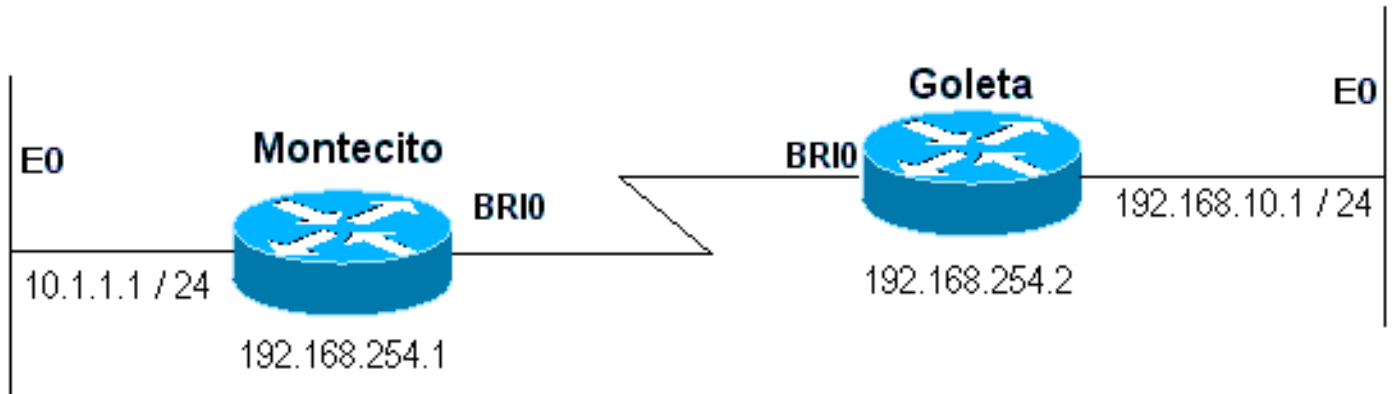 Goleta
E0
Montecito
E0
BRI0
BRI0
192.168.10.1 / 24
10.1.1.1 / 24
192.168.254.2
192.168.254.1